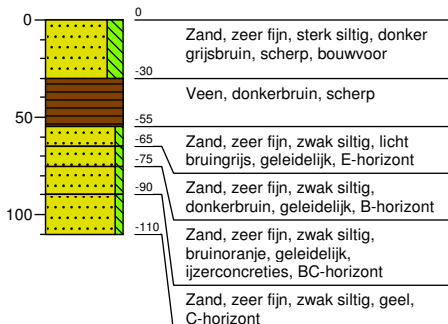 0
0
Zand, zeer fijn, sterk siltig, donker
grijsbruin, scherp, bouwvoor
-30
Veen, donkerbruin, scherp
50
-55
Zand, zeer fijn, zwak siltig, licht
bruingrijs, geleidelijk, E-horizont
-65
-75
Zand, zeer fijn, zwak siltig,
donkerbruin, geleidelijk, B-horizont
-90
Zand, zeer fijn, zwak siltig,
bruinoranje, geleidelijk,
ijzerconcreties, BC-horizont
100
-110
Zand, zeer fijn, zwak siltig, geel,
C-horizont